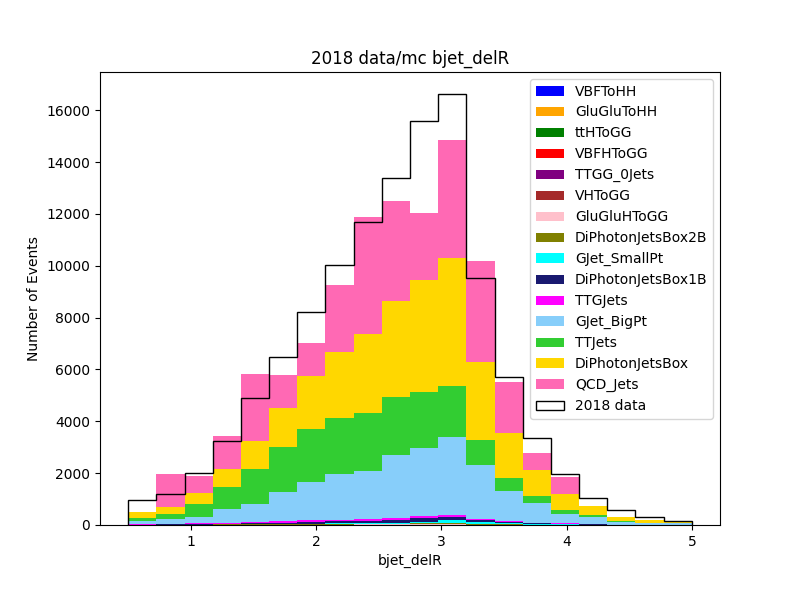 2018 data/mc bjet_delR
Number of Events
16000
14000
12000
10000
8000
6000
4000
2000
0
1
2
3
4
5
bjet_delR
VBFToHH
GluGluToHH
ttHToGG
VBFHToGG
TTGG_0Jets
VHToGG
GluGluHToGG
DiPhotonJetsBox2B
GJet_SmallPt
DiPhotonJetsBox1B
TTGJets
GJet_BigPt
TTJets
DiPhotonJetsBox
QCD_Jets
2018 data